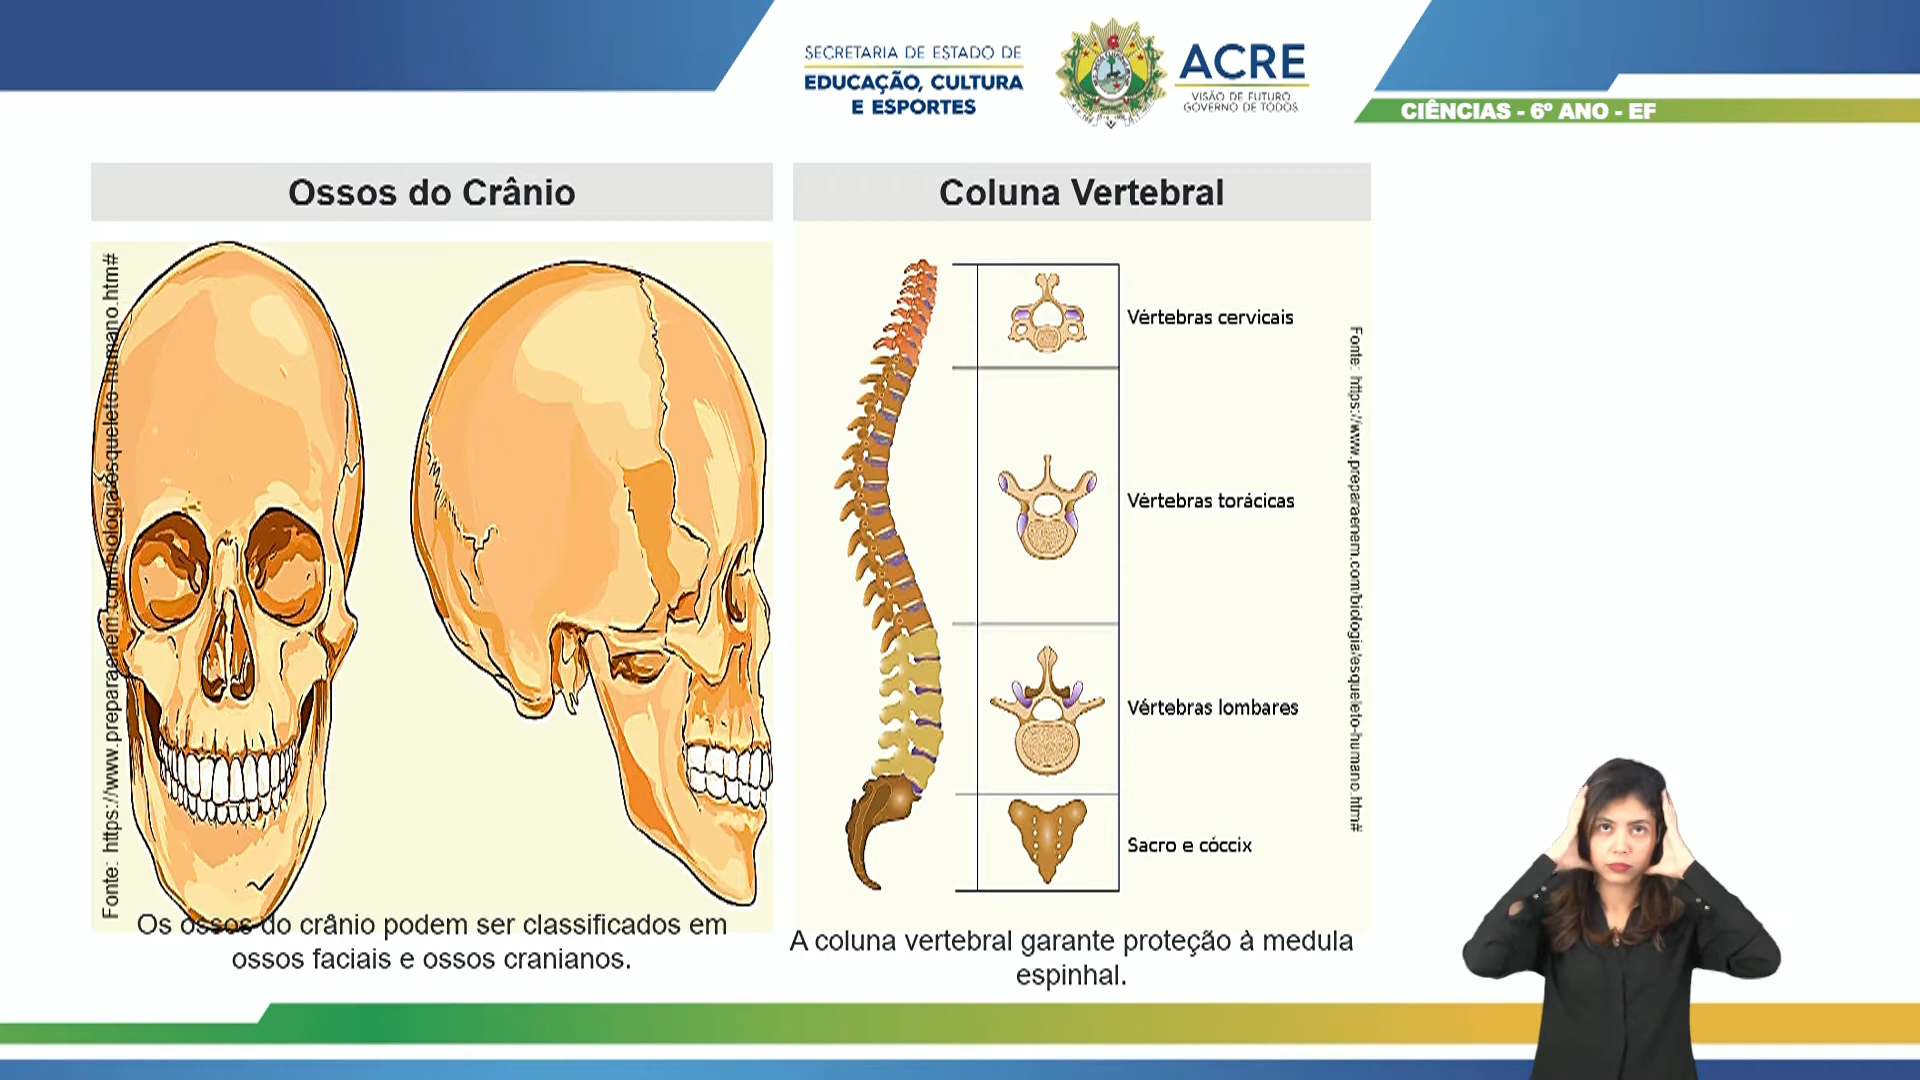 SECRETARIA DE ESTADO DE
EDUCAÇÃO, CULTURA
E ESPORTES
ACRE
VISÃO DE FUTURO
GOVERNO DE TODOS
CIÊNCIAS - 6º ANO - EF
Ossos do Crânio
Fonte: https://www.preparaenem.com/biologia/esqueleto-humano.htm#
Os ossos do crânio podem ser classificados em
ossos faciais e ossos cranianos.
Coluna Vertebral
Vértebras cervicais
Vértebras torácicas
Vértebras lombares
Sacro e cóccix
Fonte: https://www.preparaenem.com/biologia/esqueleto-humano.htm#
A coluna vertebral garante proteção à medula
espinhal.